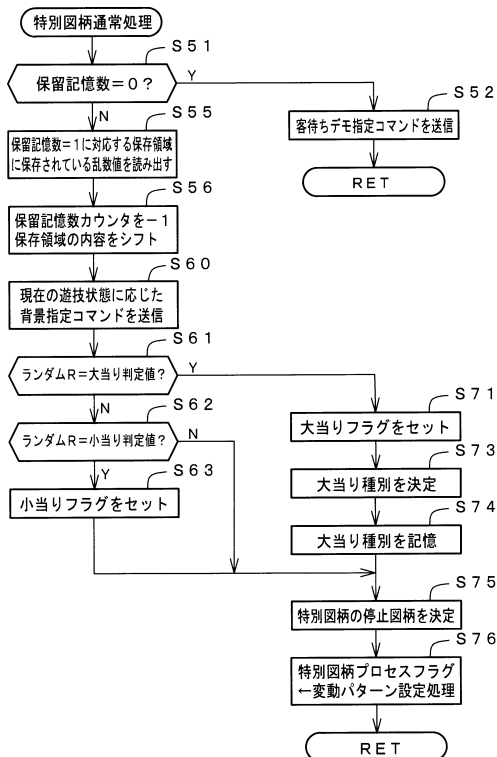 特別図柄通常処理
S51
保留記憶数=0?
Y
N
S52
客待ちデモ指定コマンドを送信
RET
S55
保留記憶数=1に対応する保存領域
に保存されている乱数値を読み出す
S56
保留記憶数カウンタを-1
保存領域の内容をシフト
S60
現在の遊技状態に応じた
背景指定コマンドを送信
S61
ランダムR=大当り判定値?
Y
N
S62
ランダムR=小当り判定値?
N
Y
S63
小当りフラグをセット
S71
大当りフラグをセット
S73
大当り種別を決定
S74
大当り種別を記憶
S75
特別図柄の停止図柄を決定
S76
特別図柄プロセスフラグ
←変動パターン設定処理
RET